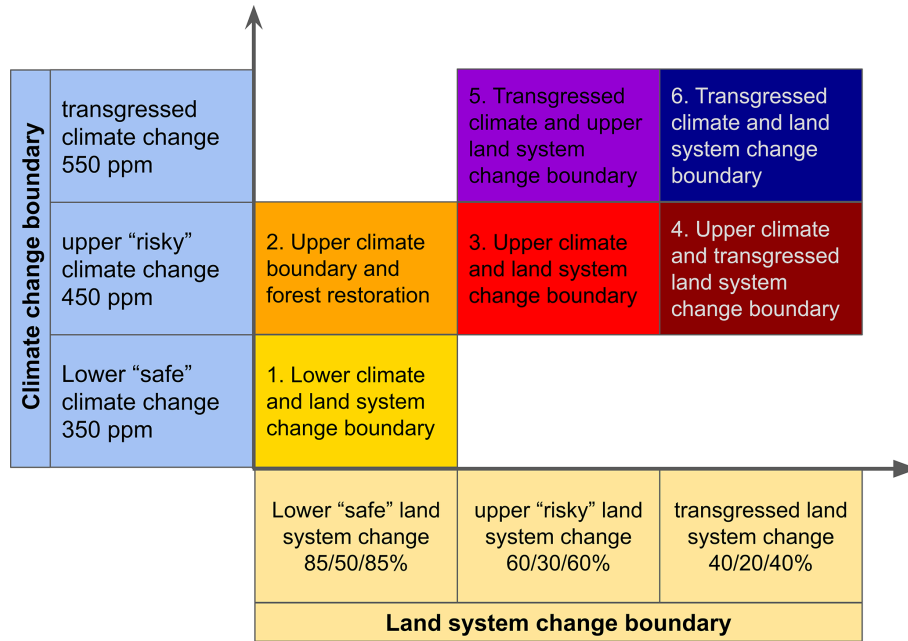 Climate change boundary
transgressed
climate change
550 ppm
5. Transgressed
climate and upper
land system
change boundary
6. Transgressed
climate and land
system change
boundary
upper “risky”
climate change
450 ppm
2. Upper climate
boundary and
forest restoration
3. Upper climate
and land system
change boundary
4. Upper climate
and transgressed
land system
change boundary
Lower “safe”
climate change
350 ppm
1. Lower climate
and land system
change boundary
Lower “safe” land
system change
85/50/85%
upper “risky” land
system change
60/30/60%
transgressed land
system change
40/20/40%
Land system change boundary